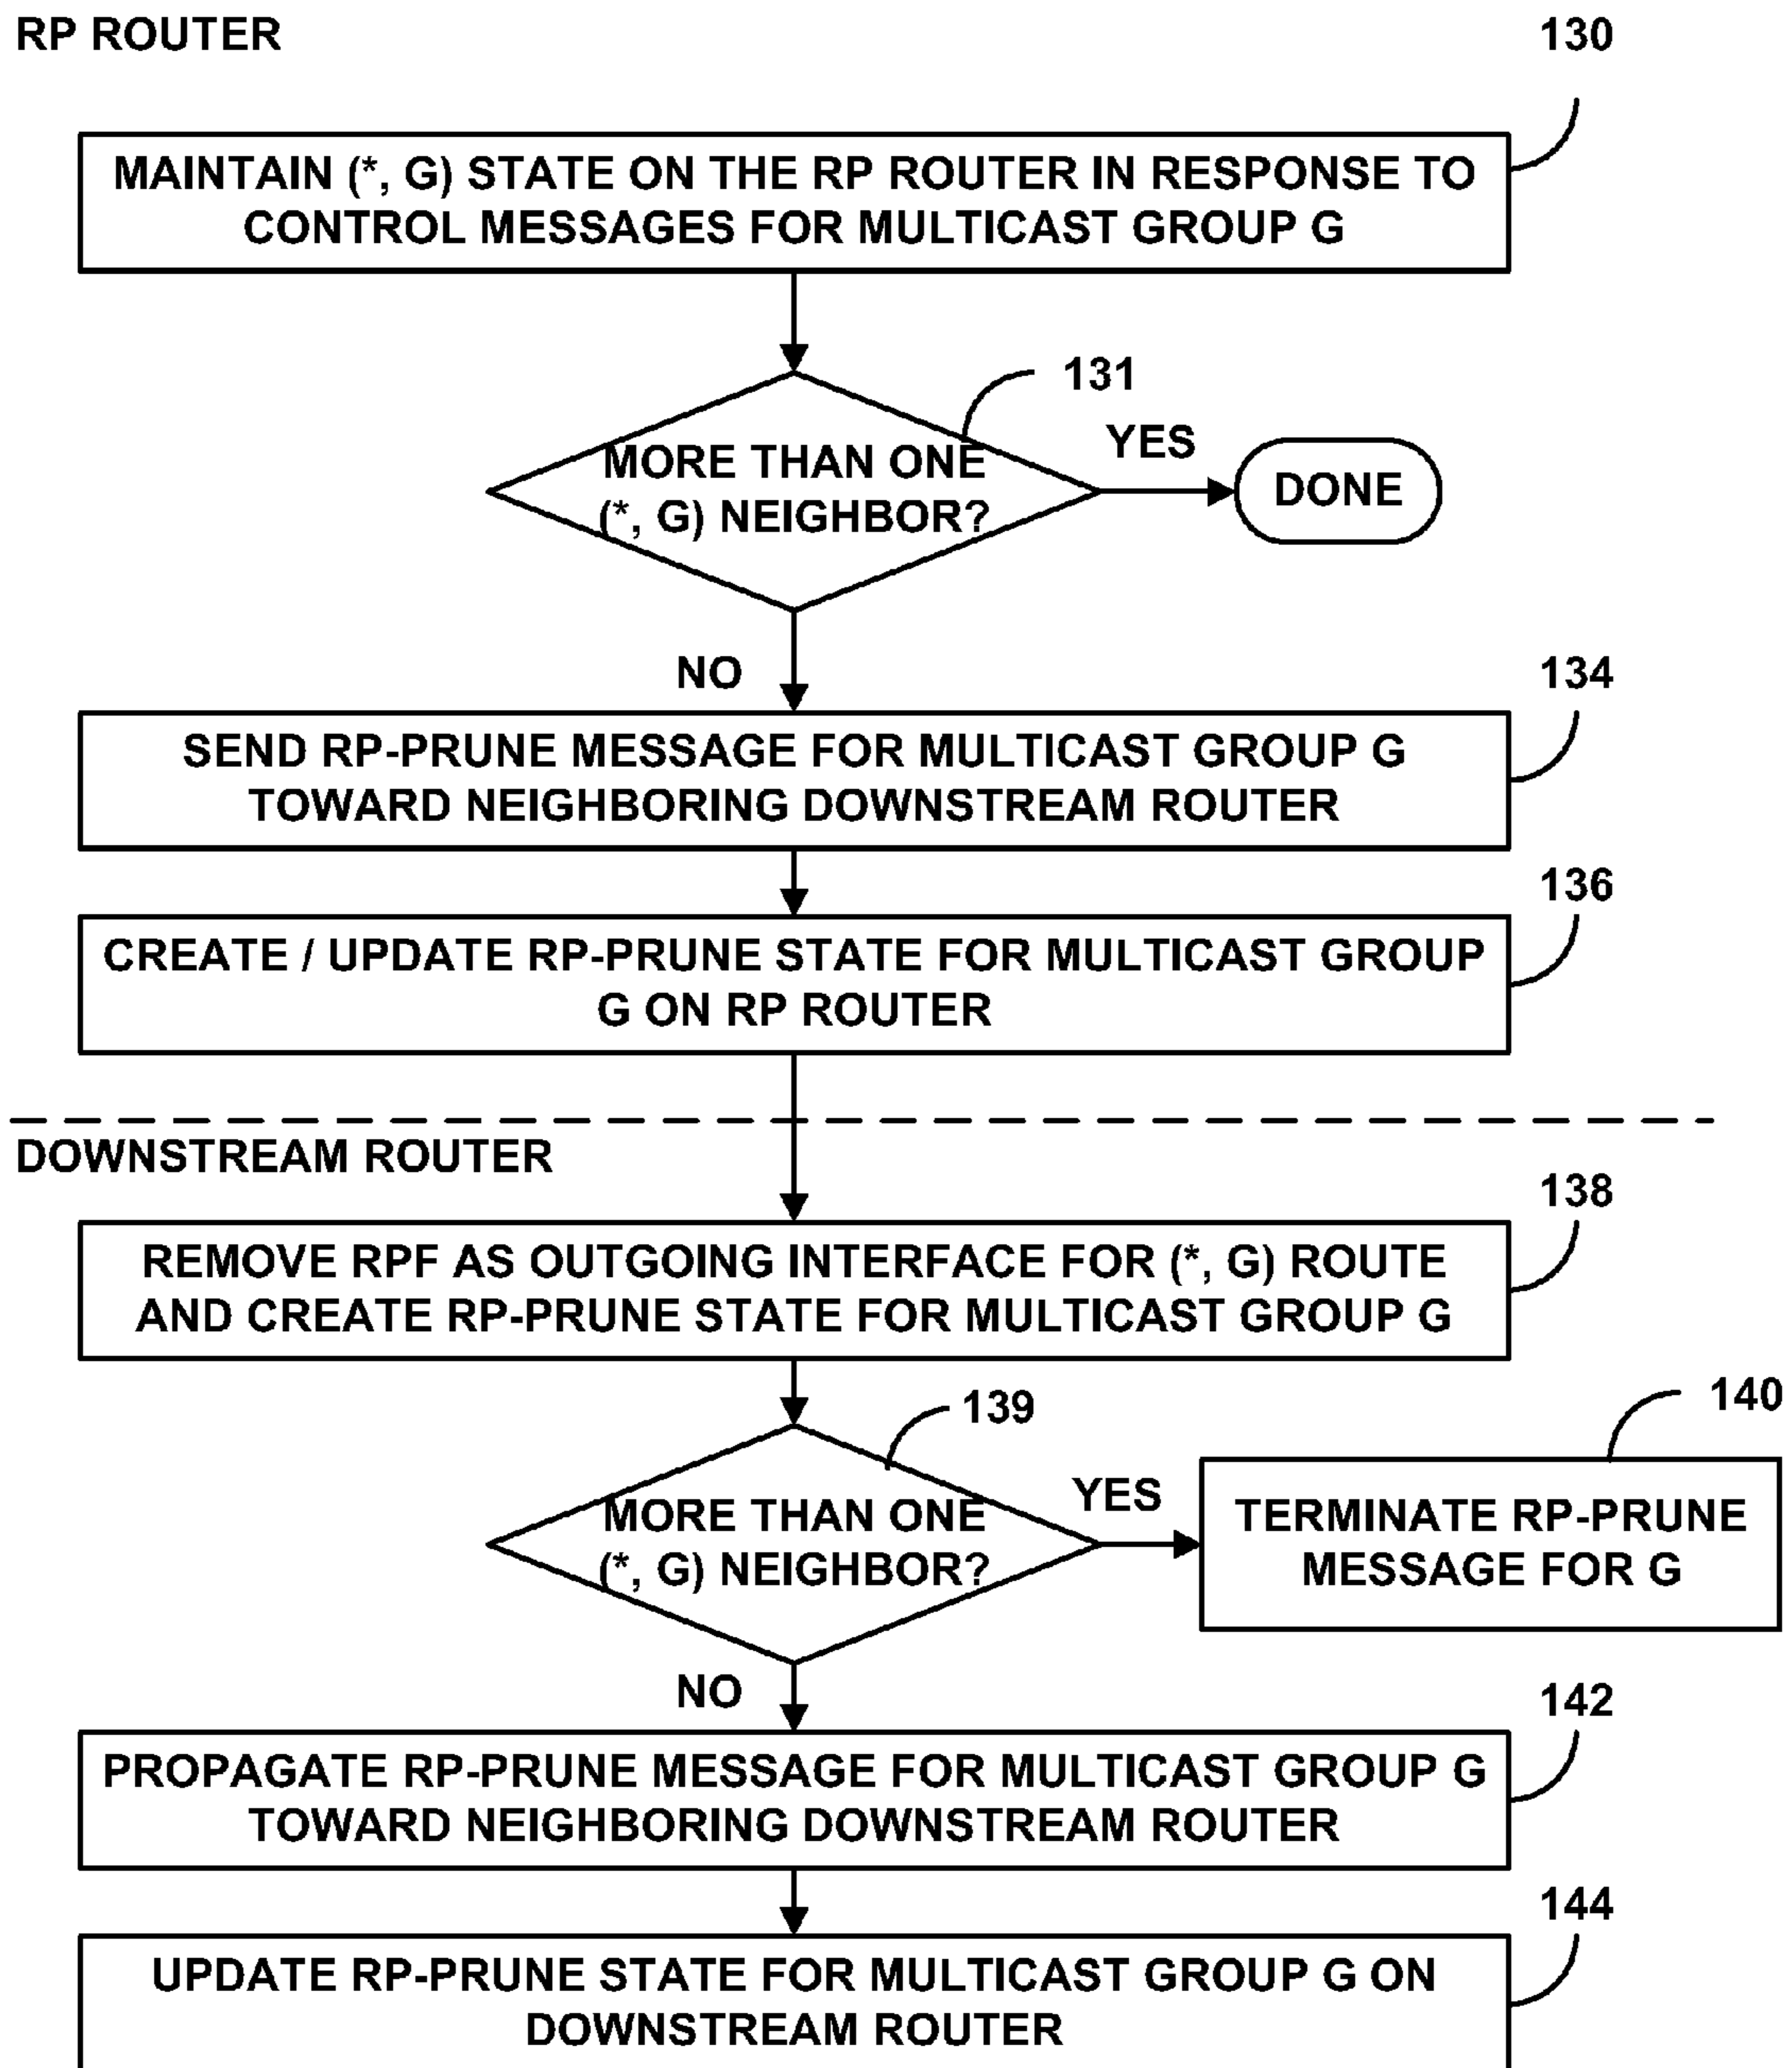 RP ROUTER
130
MAINTAIN (*, G) STATE ON THE RP ROUTER IN RESPONSE TO
CONTROL MESSAGES FOR MULTICAST GROUP G
131
MORE THAN ONE
(*, G) NEIGHBOR?
YES
DONE
NO
134
SEND RP-PRUNE MESSAGE FOR MULTICAST GROUP G
TOWARD NEIGHBORING DOWNSTREAM ROUTER
136
CREATE / UPDATE RP-PRUNE STATE FOR MULTICAST GROUP
G ON RP ROUTER
DOWNSTREAM ROUTER
138
REMOVE RPF AS OUTGOING INTERFACE FOR (*, G) ROUTE
AND CREATE RP-PRUNE STATE FOR MULTICAST GROUP G
139
140
MORE THAN ONE
(*, G) NEIGHBOR?
YES
TERMINATE RP-PRUNE
MESSAGE FOR G
NO
142
PROPAGATE RP-PRUNE MESSAGE FOR MULTICAST GROUP G
TOWARD NEIGHBORING DOWNSTREAM ROUTER
144
UPDATE RP-PRUNE STATE FOR MULTICAST GROUP G ON
DOWNSTREAM ROUTER